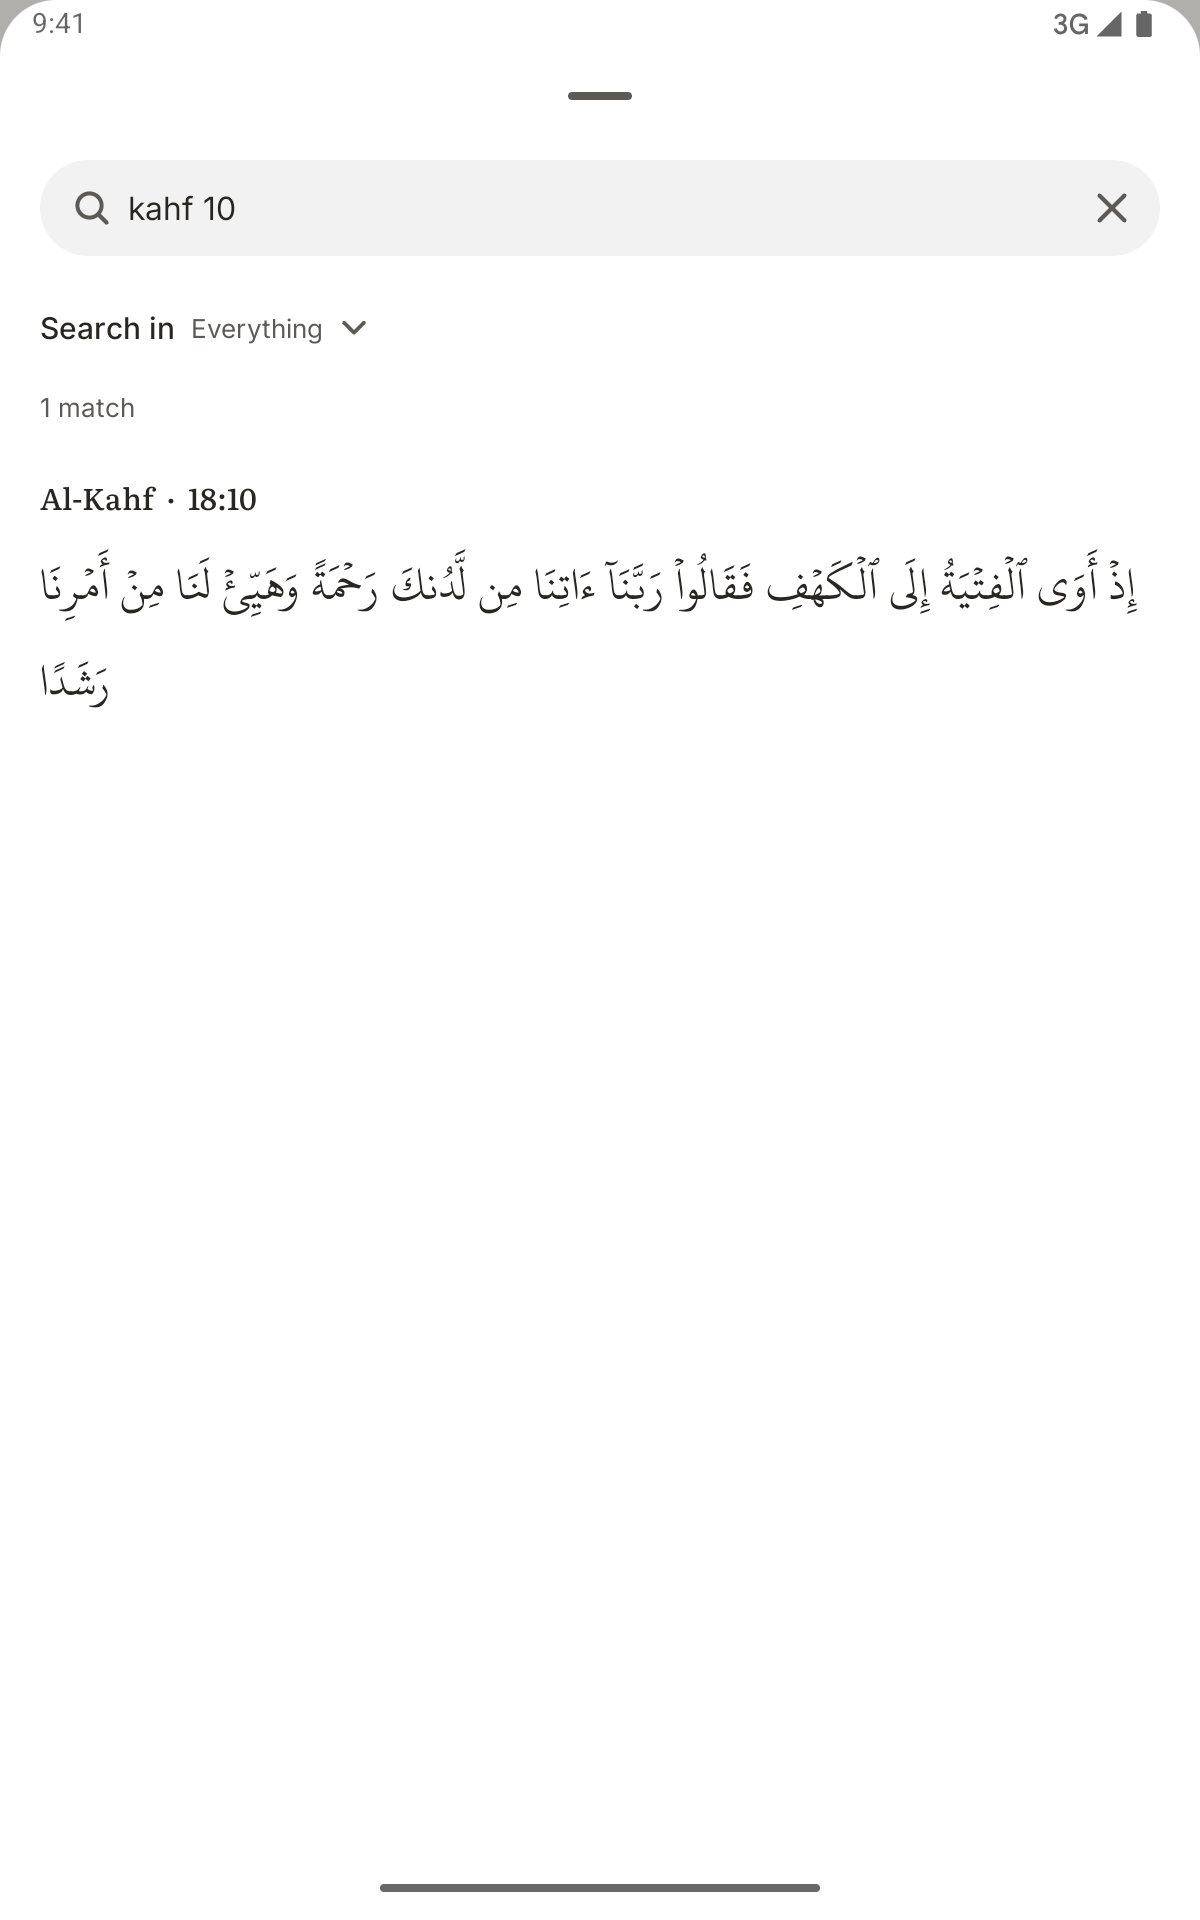 9:41
3G
kahf 10
Search in Everything
1 match
Al-Kahf · 18:10
إِذۡ أَوَى ٱلۡفِتۡيَةُ إِلَى ٱلۡكَهۡفِ فَقَالُواْ رَبَّنَآ ءَاتِنَا مِن لَّدُنكَ رَحۡمَةٗ وَهَيِّئۡ لَنَا مِنۡ أَمۡرِنَا
رَشَدٗا